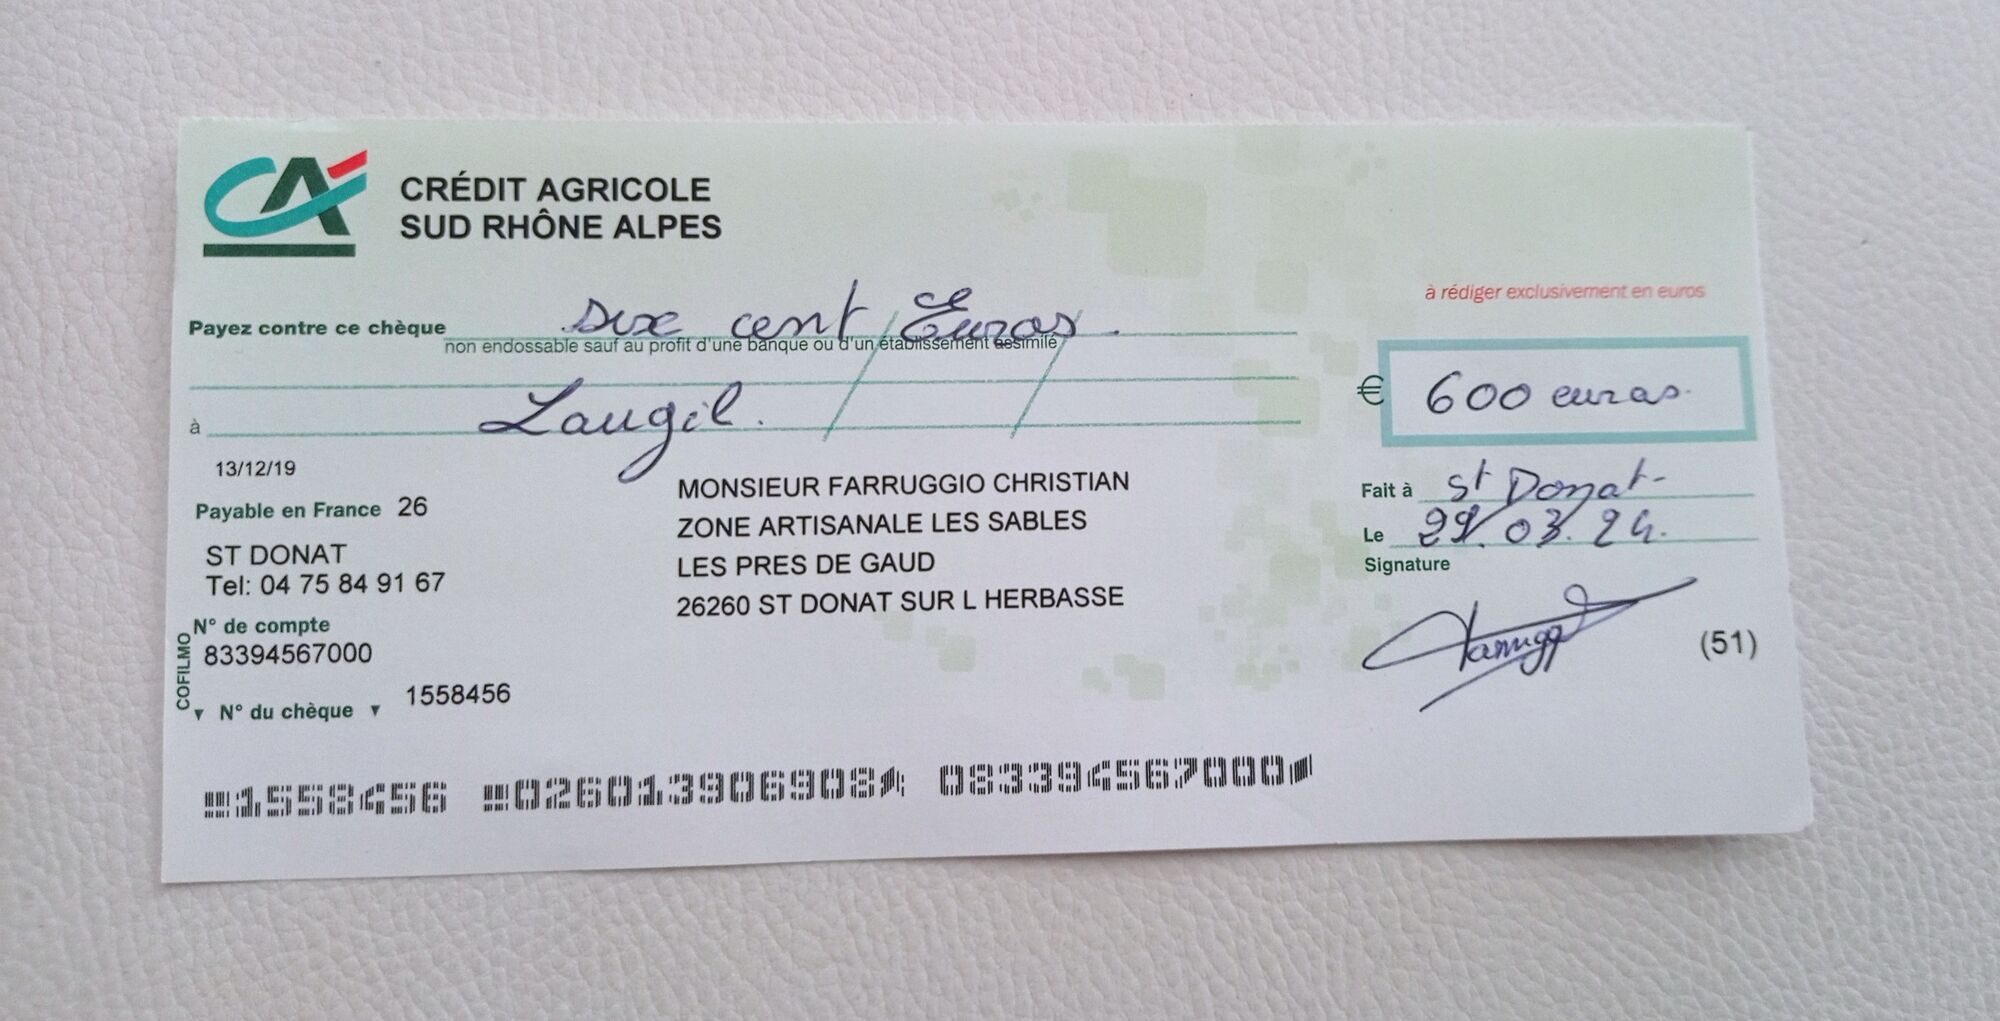 CA
CRÉDIT AGRICOLE
SUD RHÔNE ALPES
à rédiger exclusivement en euros
Payez contre ce chèque six cent Euros.
non endossable sauf au profit d'une banque ou d'un établissement assimilé
€ 600 euros.
à Laugil.
13/12/19
Payable en France 26
ST DONAT
Tel: 04 75 84 91 67
N° de compte
83394567000
COFILMO
N° du chèque 1558456
MONSIEUR FARRUGGIO CHRISTIAN
ZONE ARTISANALE LES SABLES
LES PRES DE GAUD
26260 ST DONAT SUR L HERBASSE
Fait à St Donat-
Le 29.03.24.
Signature
(51)
1558456 026013906908 083394567000